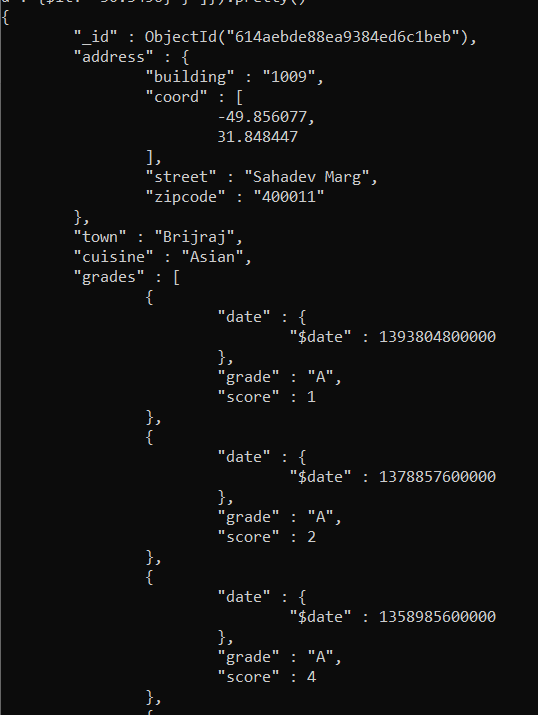 {
"_id" : ObjectId("614aebde88ea9384ed6c1beb"),
"address" : {
"building" : "1009",
"coord" : [
-49.856077,
31.848447
],
"street" : "Sahadev Marg",
"zipcode" : "400011"
},
"town" : "Brijraj",
"cuisine" : "Asian",
"grades" : [
{
"date" : {
"$date" : 1393804800000
},
"grade" : "A",
"score" : 1
},
{
"date" : {
"$date" : 1378857600000
},
"grade" : "A",
"score" : 2
},
{
"date" : {
"$date" : 1358985600000
},
"grade" : "A",
"score" : 4
},